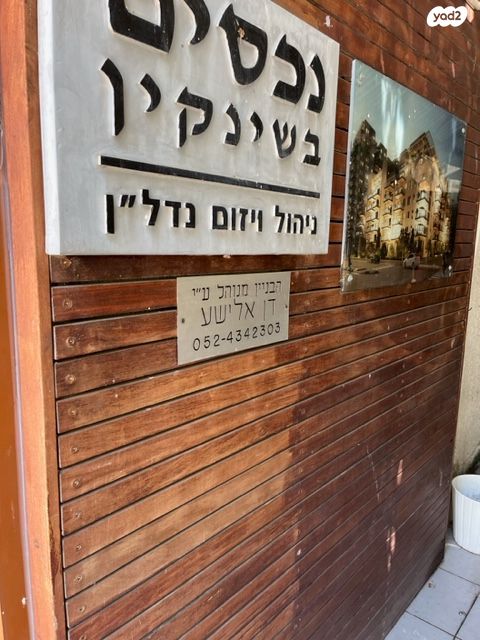 yad2
נכסים
בשינקין
ניהול ויזום נדל"ן
הבניין מנוהל ע"י
דן אלישע
052-4342303